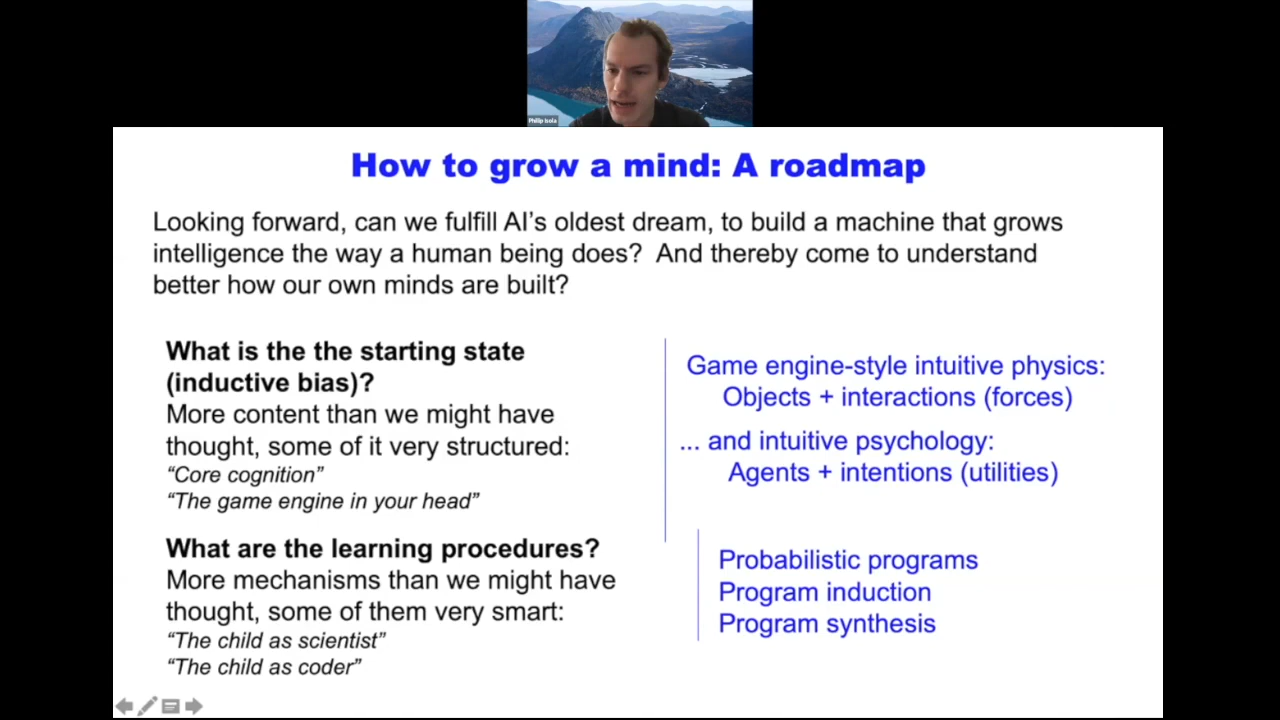 Philip Isola
How to grow a mind: A roadmap
Looking forward, can we fulfill AI's oldest dream, to build a machine that grows
intelligence the way a human being does?  And thereby come to understand
better how our own minds are built?
What is the the starting state
(inductive bias)?
More content than we might have
thought, some of it very structured:
“Core cognition”
“The game engine in your head”
Game engine-style intuitive physics:
Objects + interactions (forces)
... and intuitive psychology:
Agents + intentions (utilities)
What are the learning procedures?
More mechanisms than we might have
thought, some of them very smart:
“The child as scientist”
“The child as coder”
Probabilistic programs
Program induction
Program synthesis